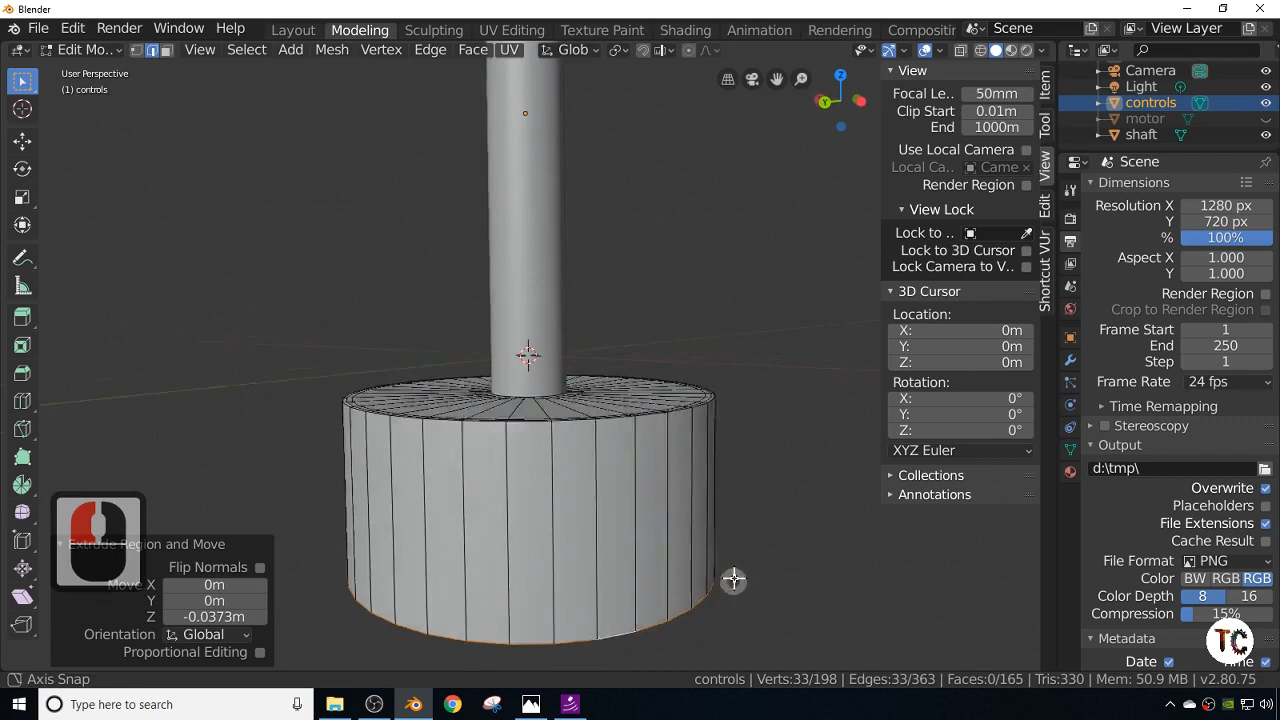 Blender
File Edit Render Window Help Layout Modeling Sculpting UV Editing Texture Paint Shading Animation Rendering Compositin Scene View Layer
Edit Mo... View Select Add Mesh Vertex Edge Face UV Glob
User Perspective
(1) controls
Z
Y
View
Focal Le.. 50mm
Clip Start 0.01m
End 1000m
Use Local Camera
Local Ca.. Came
Render Region
View Lock
Lock to ..
Lock to 3D Cursor
Lock Camera to V..
3D Cursor
Location:
X: 0m
Y: 0m
Z: 0m
Rotation:
X: 0°
Y: 0°
Z: 0°
XYZ Euler
Collections
Annotations
Item
Tool
View
Edit
Shortcut VUr
Camera
Light
controls
motor
shaft
Scene
Dimensions
Resolution X 1280 px
Y 720 px
% 100%
Aspect X 1.000
Y 1.000
Render Region
Crop to Render Region
Frame Start 1
End 250
Step 1
Frame Rate 24 fps
Time Remapping
Stereoscopy
Output
d:\tmp\
Overwrite
Placeholders
File Extensions
Cache Result
File Format PNG
Color BW RGB RGB
Color Depth 8 16
Compression 15%
Metadata
Date
TC
Extrude Region and Move
Flip Normals
Move X 0m
Y 0m
Z -0.0373m
Orientation Global
Proportional Editing
Axis Snap
controls | Verts:33/198 | Edges:33/363 | Faces:0/165 | Tris:330 | Mem: 50.9 MB | v2.80.75
Type here to search